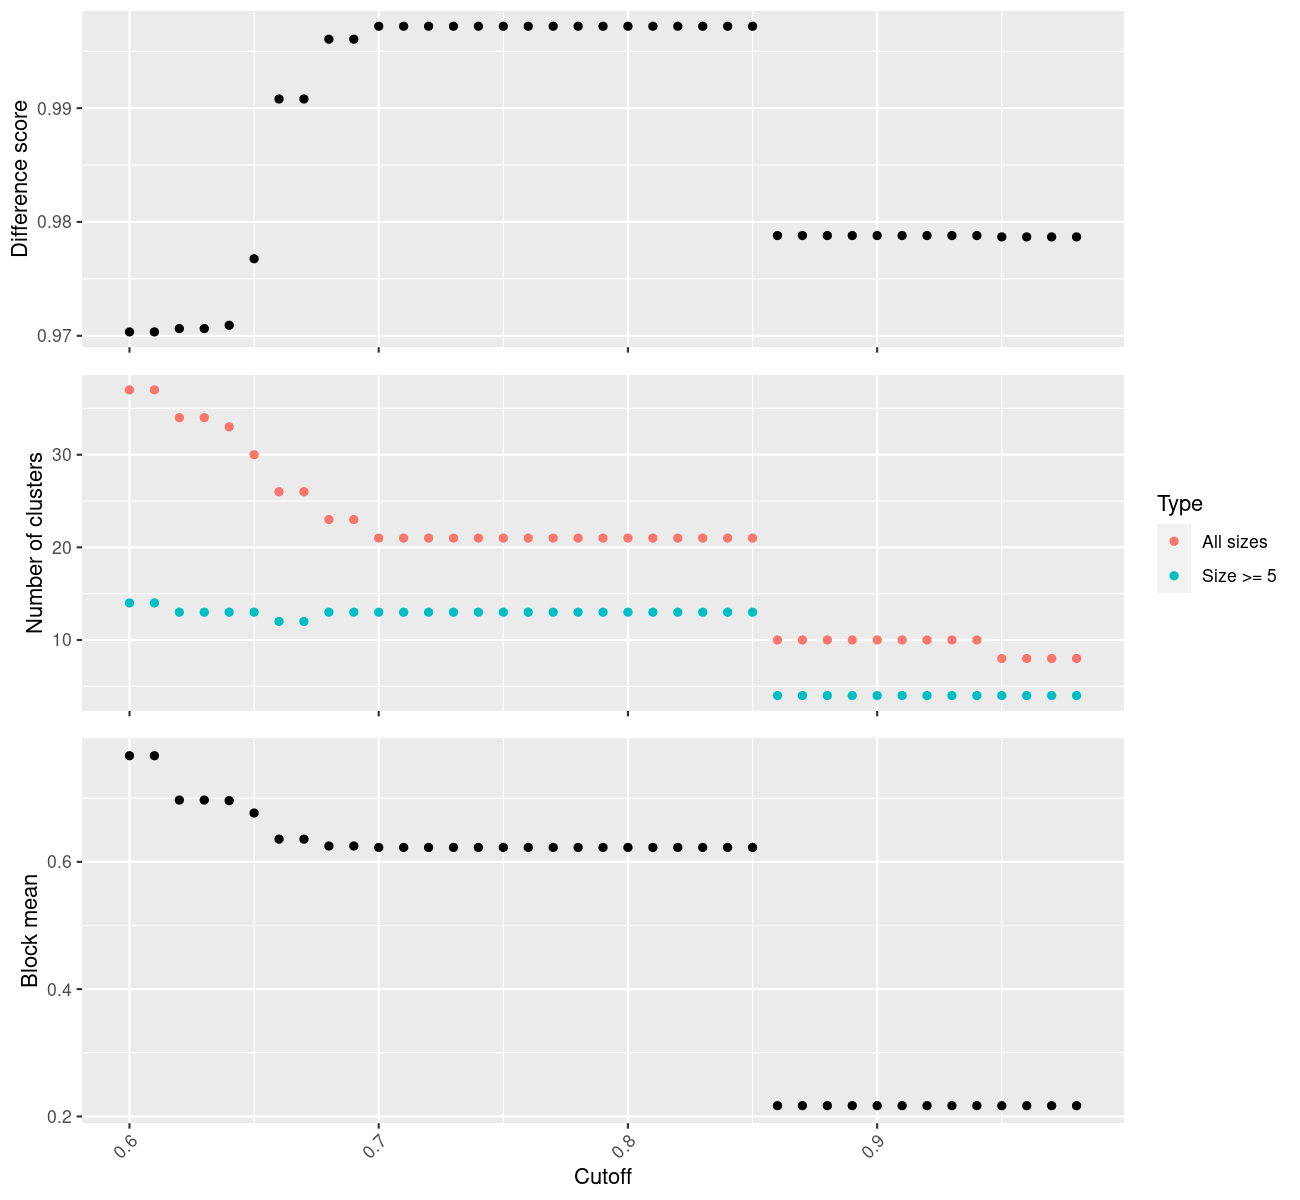 Difference score
0.99
0.98
0.97
Number of clusters
30
20
10
Type
All sizes
Size >= 5
Block mean
0.6
0.4
0.2
0.6
0.7
0.8
0.9
Cutoff